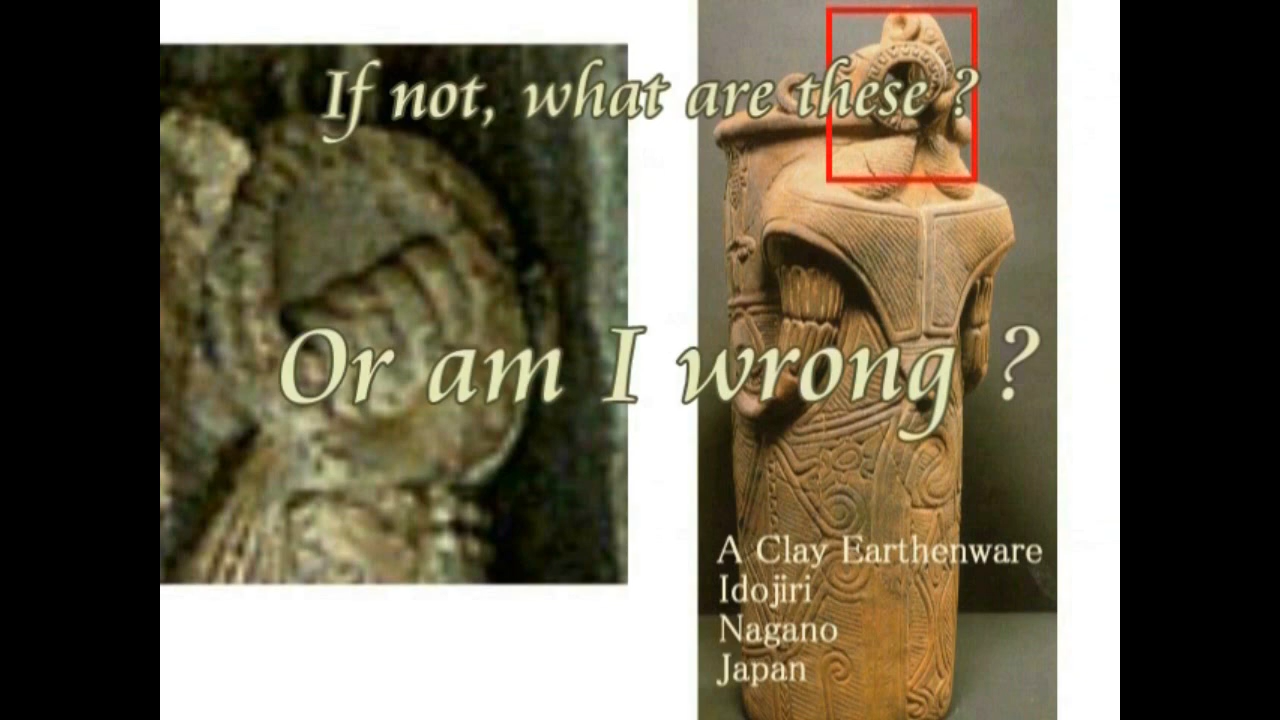 If not, what are these ?
Or am I wrong ?
A Clay Earthenware
Idojiri
Nagano
Japan